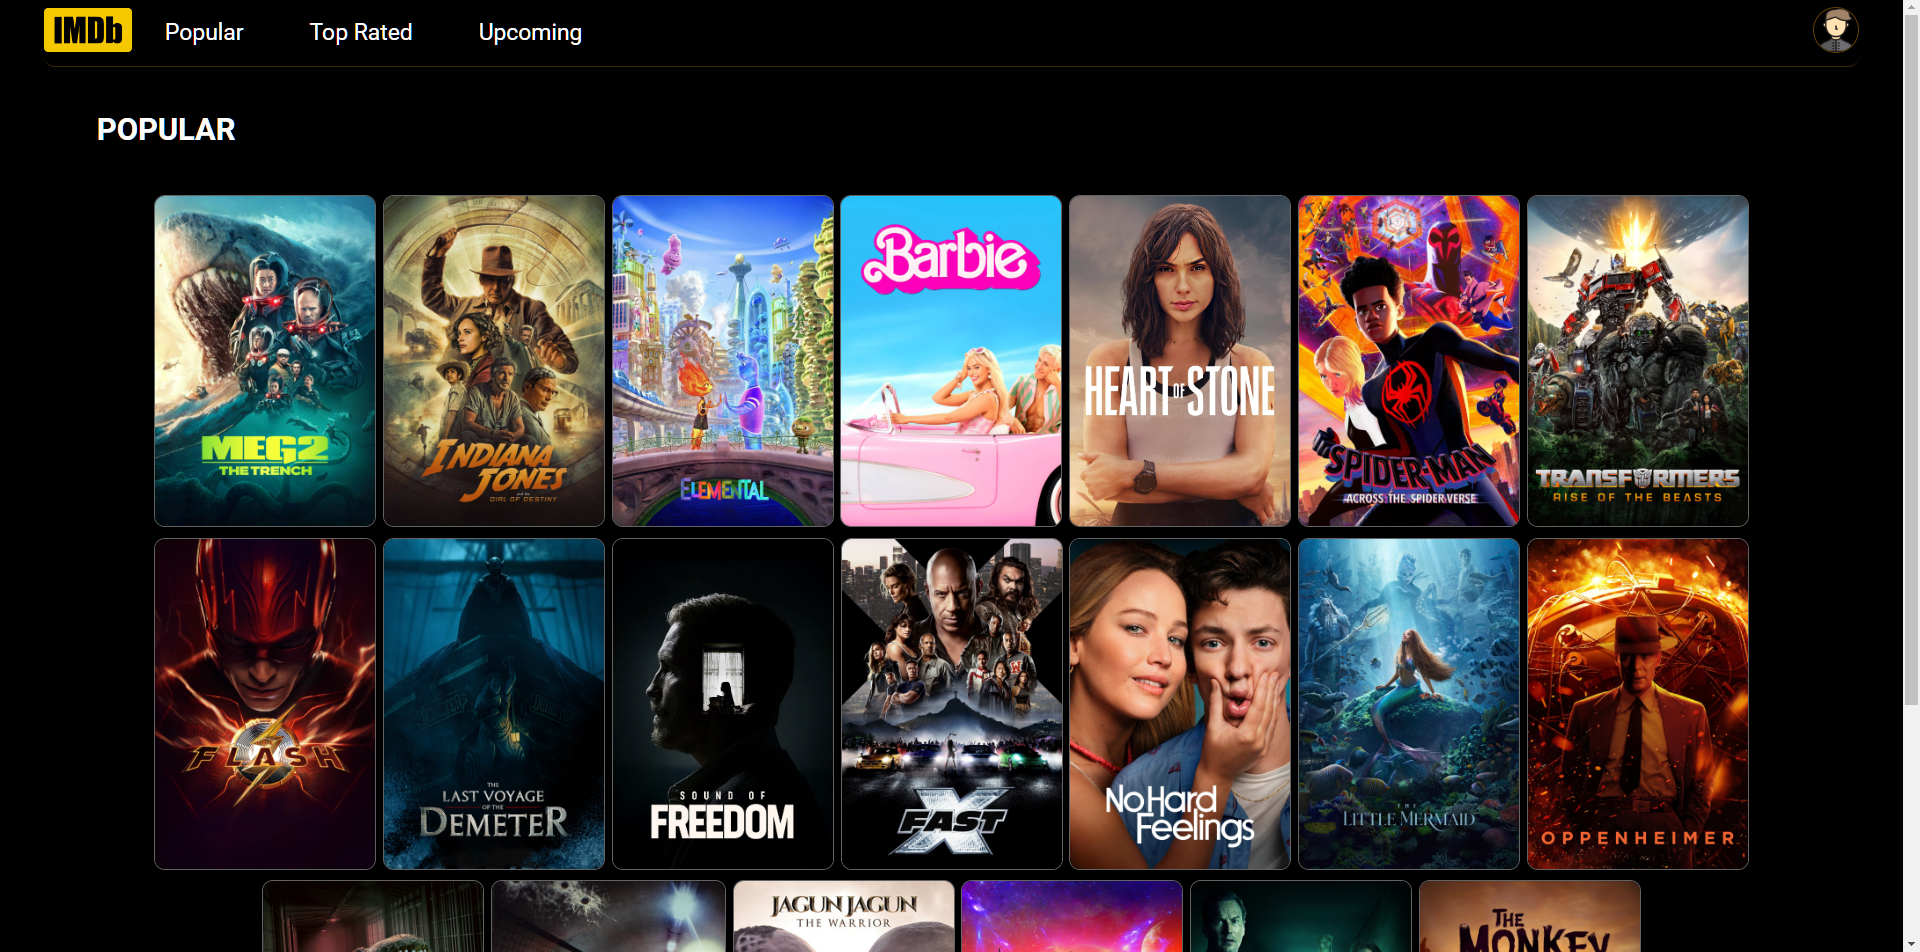 IMDb
Popular
Top Rated
Upcoming
POPULAR
MEG2
THE TRENCH
INDIANA
JONES
and the
DIAL OF DESTINY
ELEMENTAL
Barbie
HEART OF STONE
SPIDER-MAN
ACROSS THE SPIDER-VERSE
TRANSFORMERS
RISE OF THE BEASTS
FLASH
THE
LAST VOYAGE
OF THE
DEMETER
SOUND OF
FREEDOM
FAST X
No Hard
Feelings
THE
LITTLE MERMAID
OPPENHEIMER
JAGUN JAGUN
THE WARRIOR
THE
MONKEY